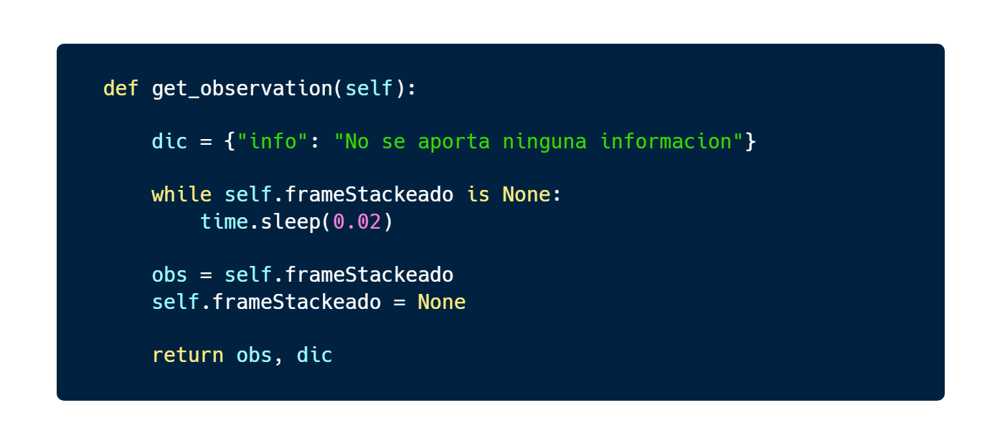 def get_observation(self):
dic = {"info": "No se aporta ninguna informacion"}
while self.frameStackeado is None:
time.sleep(0.02)
obs = self.frameStackeado
self.frameStackeado = None
return obs, dic